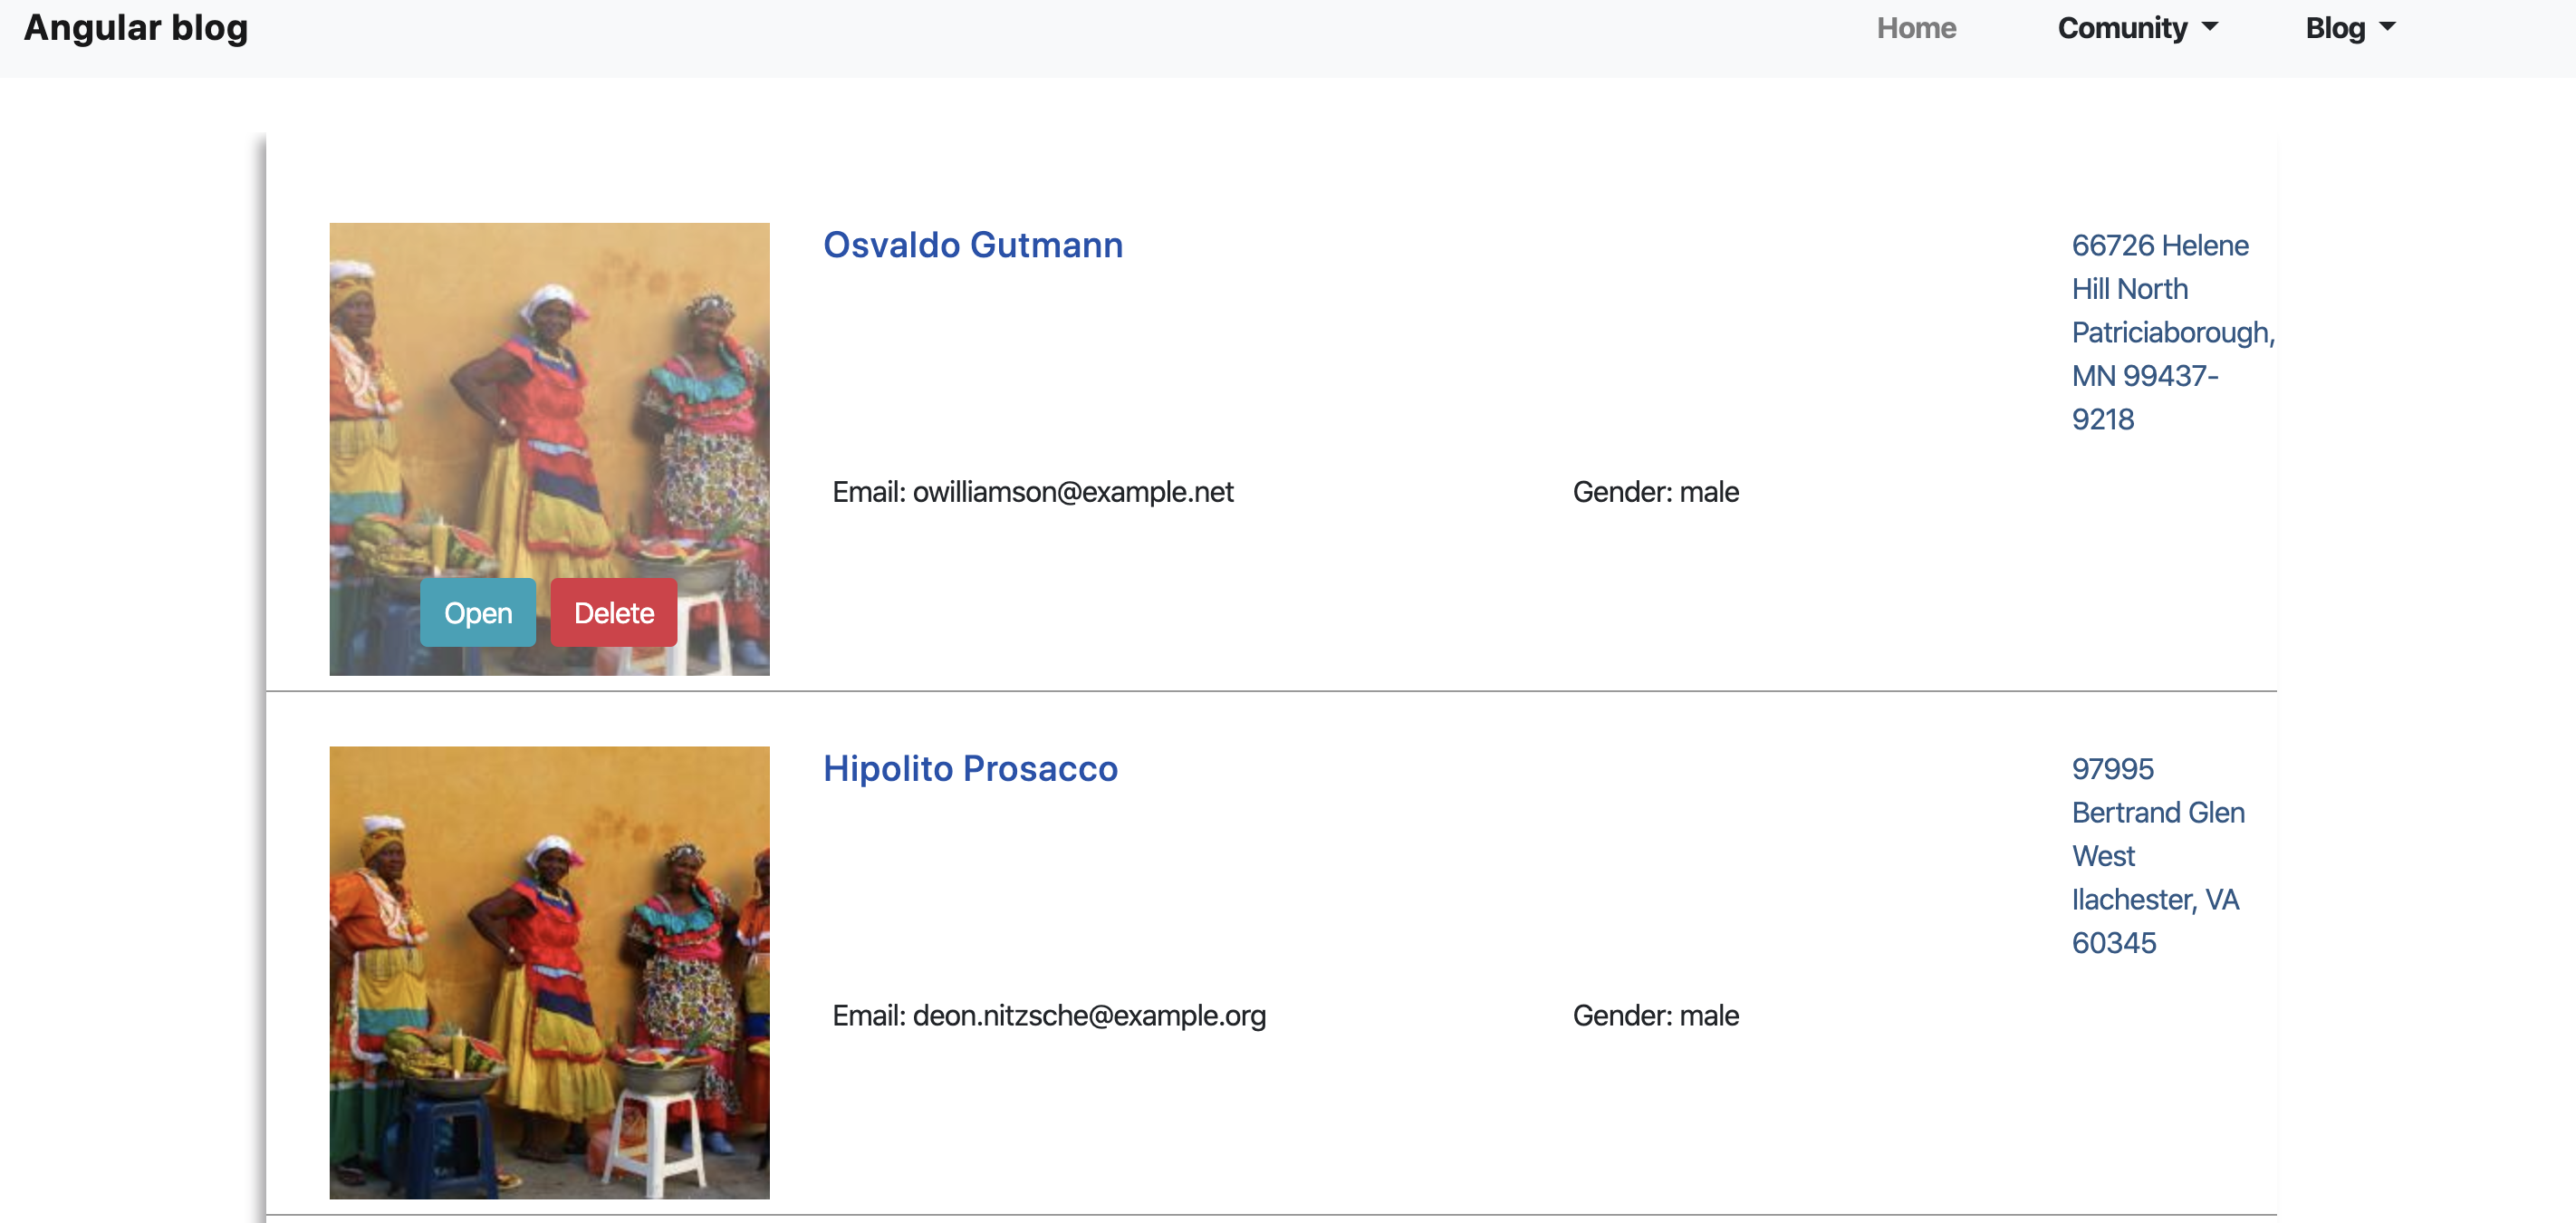 Angular blog
Home
Comunity
Blog
Osvaldo Gutmann
66726 Helene
Hill North
Patriciaborough,
MN 99437-
9218
Email: owilliamson@example.net
Gender: male
Open
Delete
Hipolito Prosacco
97995
Bertrand Glen
West
Ilachester, VA
60345
Email: deon.nitzsche@example.org
Gender: male